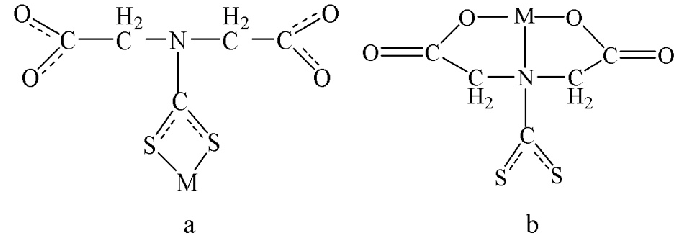 O H₂ H₂ O
C C N C C
O O
C
S S
M
a
O M O
O C C O
C N C
H₂ H₂
C
S S
b